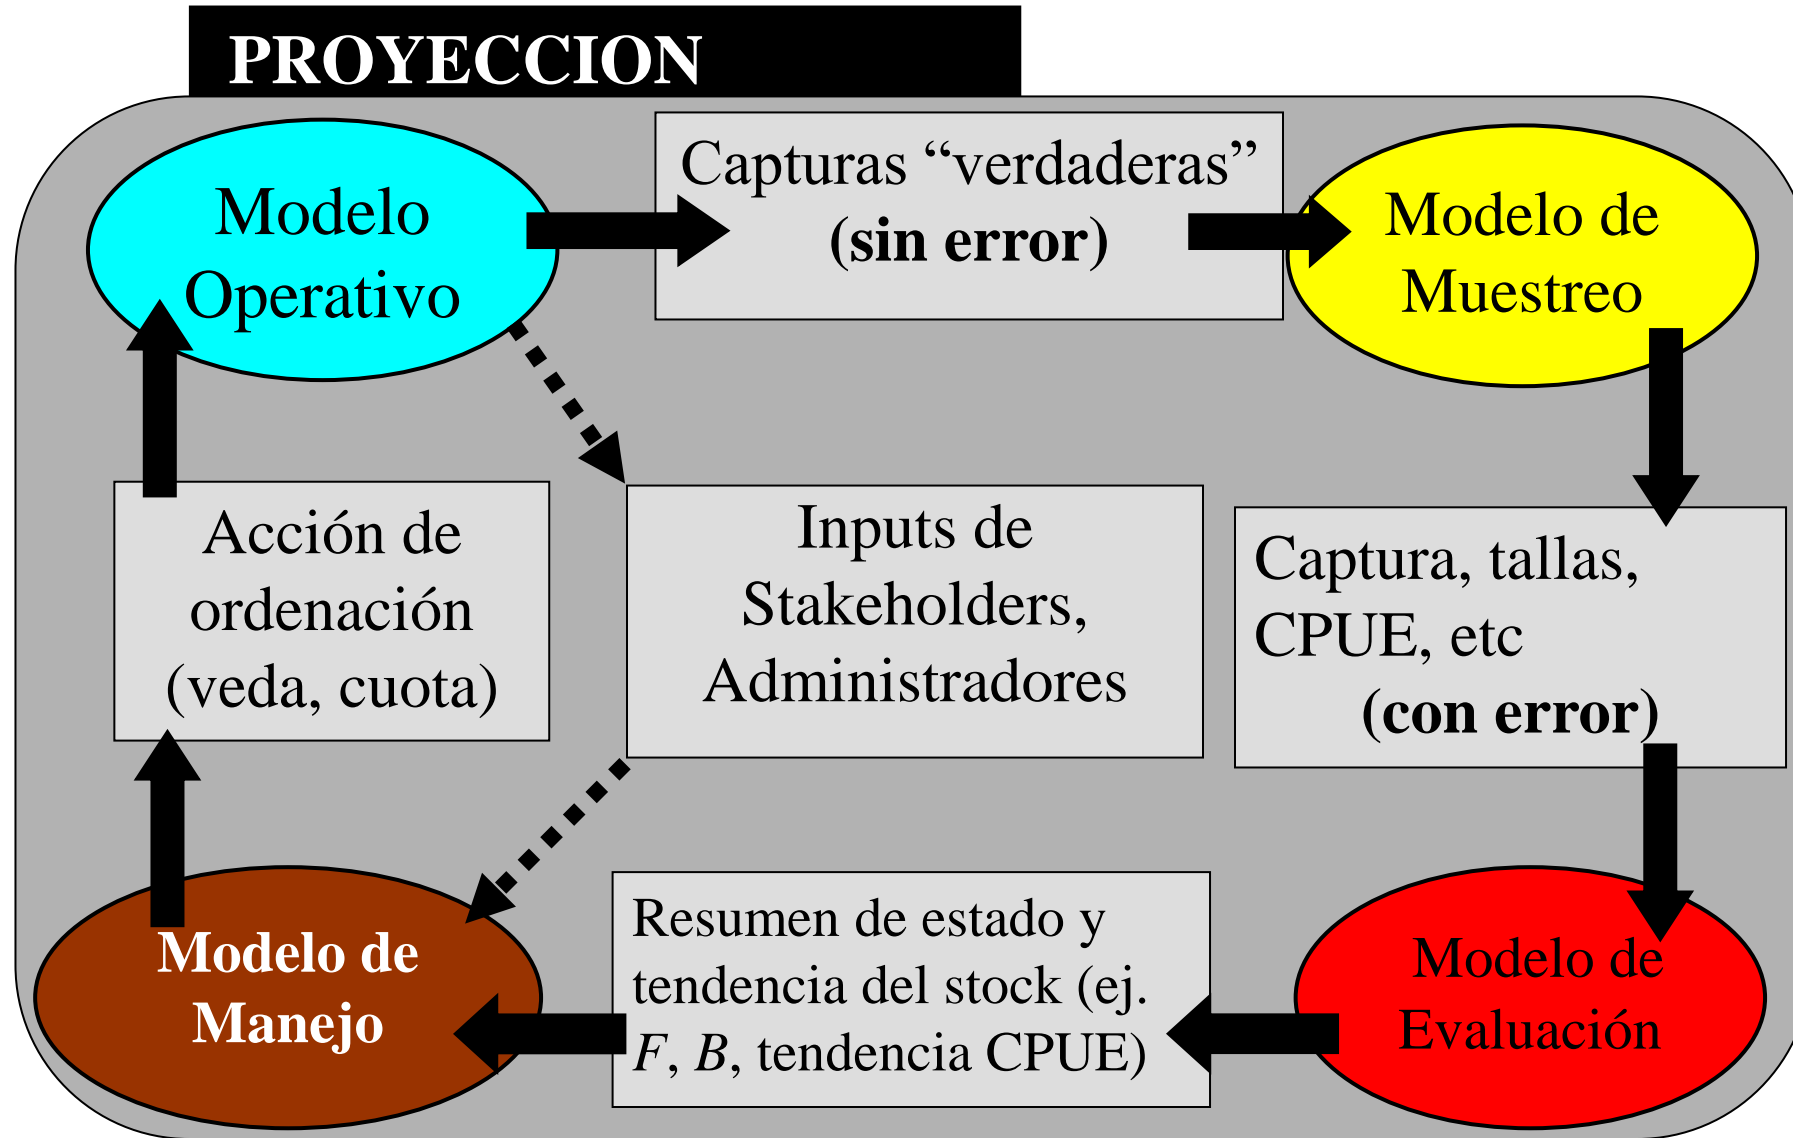 PROYECCION
Modelo
Operativo
Capturas “verdaderas”
(sin error)
Modelo de
Muestreo
Acción de
ordenación
(veda, cuota)
Inputs de
Stakeholders,
Administradores
Captura, tallas,
CPUE, etc
(con error)
Modelo de
Manejo
Resumen de estado y
tendencia del stock (ej.
F, B, tendencia CPUE)
Modelo de
Evaluación